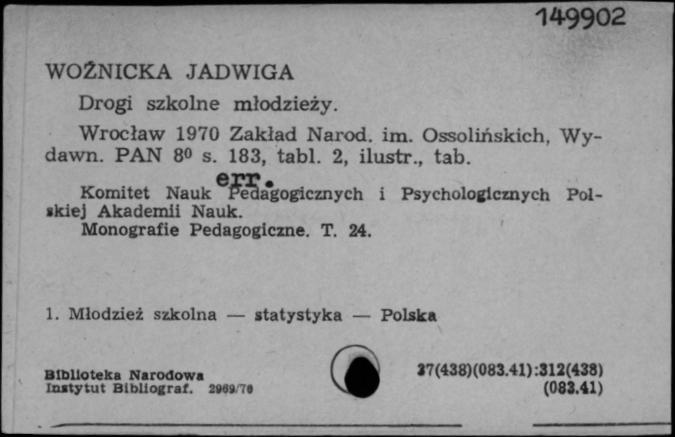 149902
WOŹNICKA JADWIGA
Drogi szkolne młodzieży.
Wrocław 1970 Zakład Narod. im. Ossolińskich, Wy-
dawn. PAN 8⁰ s. 183, tabl. 2, ilustr., tab.
err.
Komitet Nauk Pedagogicznych i Psychologicznych Pol-
skiej Akademii Nauk.
Monografie Pedagogiczne. T. 24.
1. Młodzież szkolna — statystyka — Polska
Biblioteka Narodowa
Instytut Bibliograf. 2969/70
37(438)(083.41):312(438)
(083.41)